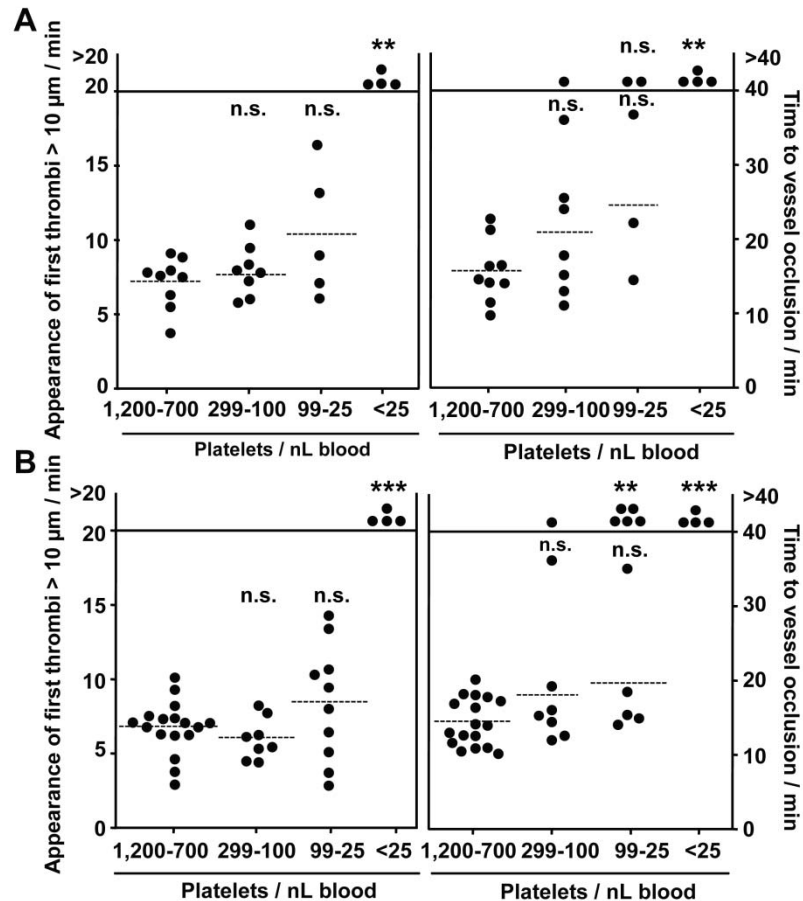 A
Appearance of first thrombi > 10 µm / min
>20
20
15
10
5
0
n.s.
n.s.
**
1,200-700 299-100 99-25 <25
Platelets / nL blood
n.s.
**
n.s.
n.s.
>40
40
30
20
10
0
Time to vessel occlusion / min
1,200-700 299-100 99-25 <25
Platelets / nL blood
B
Appearance of first thrombi > 10 µm / min
>20
20
15
10
5
0
n.s.
n.s.
***
1,200-700 299-100 99-25 <25
Platelets / nL blood
**
***
n.s.
n.s.
>40
40
30
20
10
0
Time to vessel occlusion / min
1,200-700 299-100 99-25 <25
Platelets / nL blood